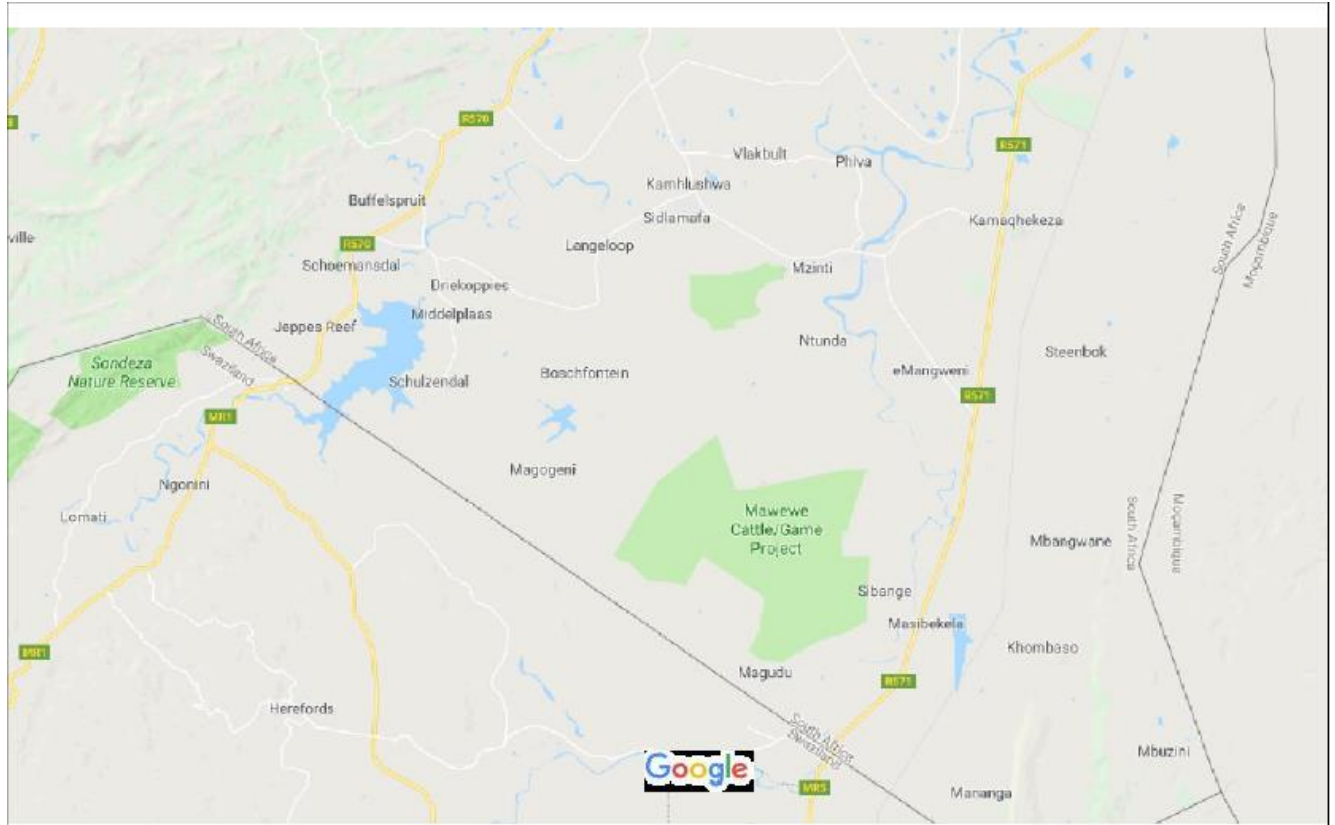 R570
R571
Vlakbult
Phiva
Kamhlushwa
Buffelspruit
Sidlamafa
Kamaqhekeza
ville
R570
Langeloop
South Africa
Moçambique
Schoemansdal
Mzinti
Driekoppies
Middelplaas
Jeppes Reef
South Africa
Swaziland
Ntunda
Steenbok
Sondeza
Nature Reserve
Schulzendal
Boschfontein
eMangweni
R571
MR1
Magogeni
Ngonini
Lomati
Mawewe
Cattle/Game
Project
South Africa
Moçambique
Mbangwane
Sibange
Masibekela
Khombaso
MR1
Magudu
R571
Herefords
South Africa
Swaziland
Mbuzini
Google
MR5
Mananga